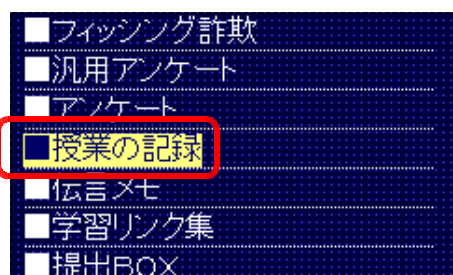 ■フィッシング詐欺
■汎用アンケート
■アンケート
■授業の記録
■伝言メモ
■学習リンク集
■提出BOX